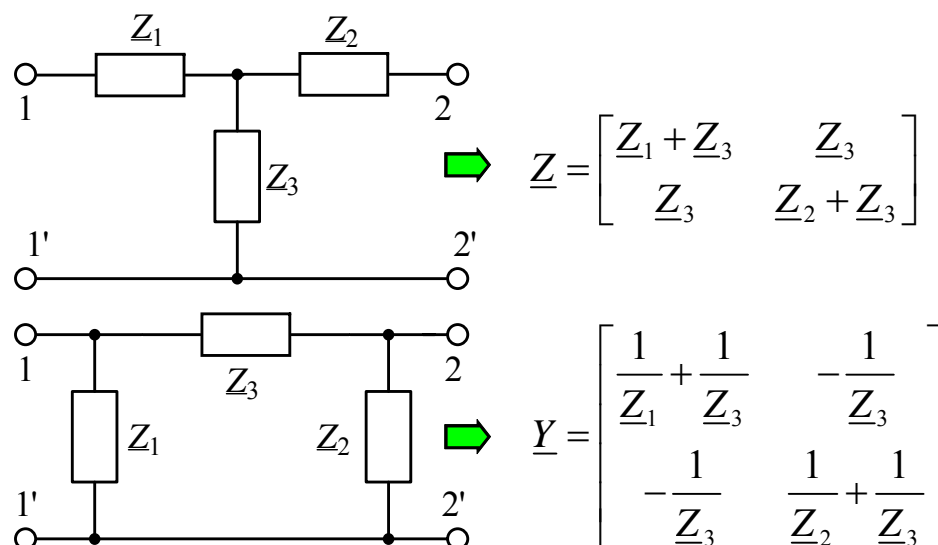 Z1 Z2
1 2
Z3
Z = [ Z1 + Z3 Z3
Z3 Z2 + Z3 ]
1' 2'
1 2
Z3
Z1 Z2
Y = [ 1/Z1 + 1/Z3 -1/Z3
-1/Z3 1/Z2 + 1/Z3
1' 2'